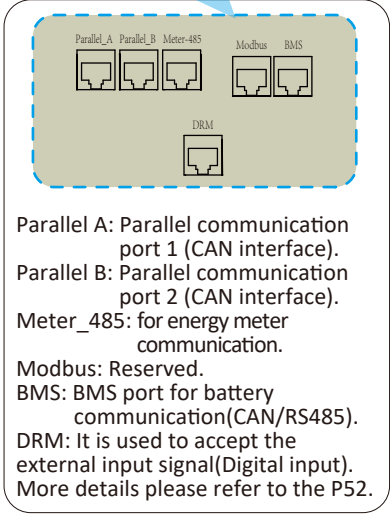 Parallel_A Parallel_B Meter-485 Modbus BMS
DRM
Parallel A: Parallel communication
port 1 (CAN interface).
Parallel B: Parallel communication
port 2 (CAN interface).
Meter_485: for energy meter
communication.
Modbus: Reserved.
BMS: BMS port for battery
communication(CAN/RS485).
DRM: It is used to accept the
external input signal(Digital input).
More details please refer to the P52.